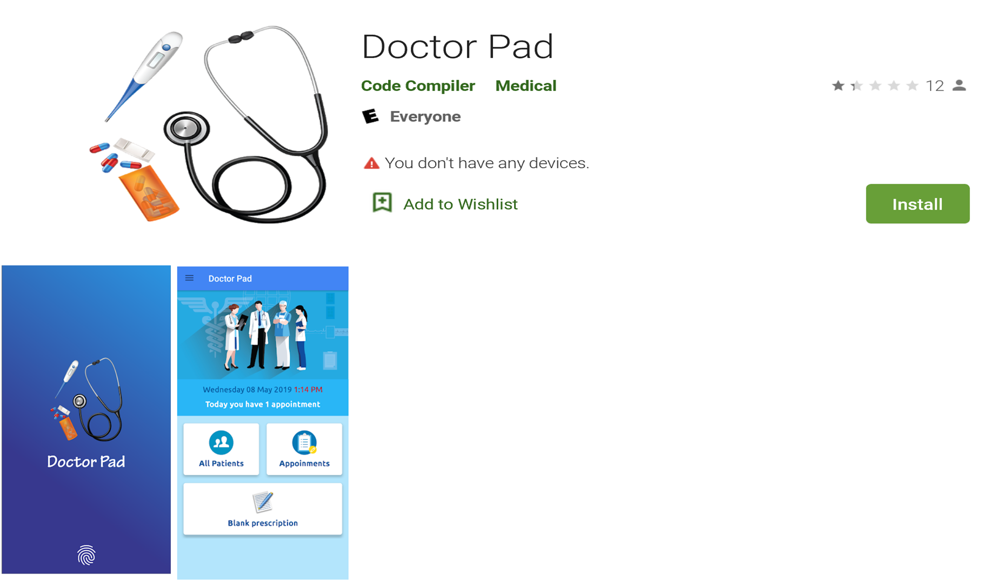 Doctor Pad
Code Compiler Medical
12
E Everyone
You don't have any devices.
Add to Wishlist
Install
Doctor Pad
Doctor Pad
Wednesday 08 May 2019 1:14 PM
Today you have 1 appointment
All Patients
Appoinments
Blank prescription